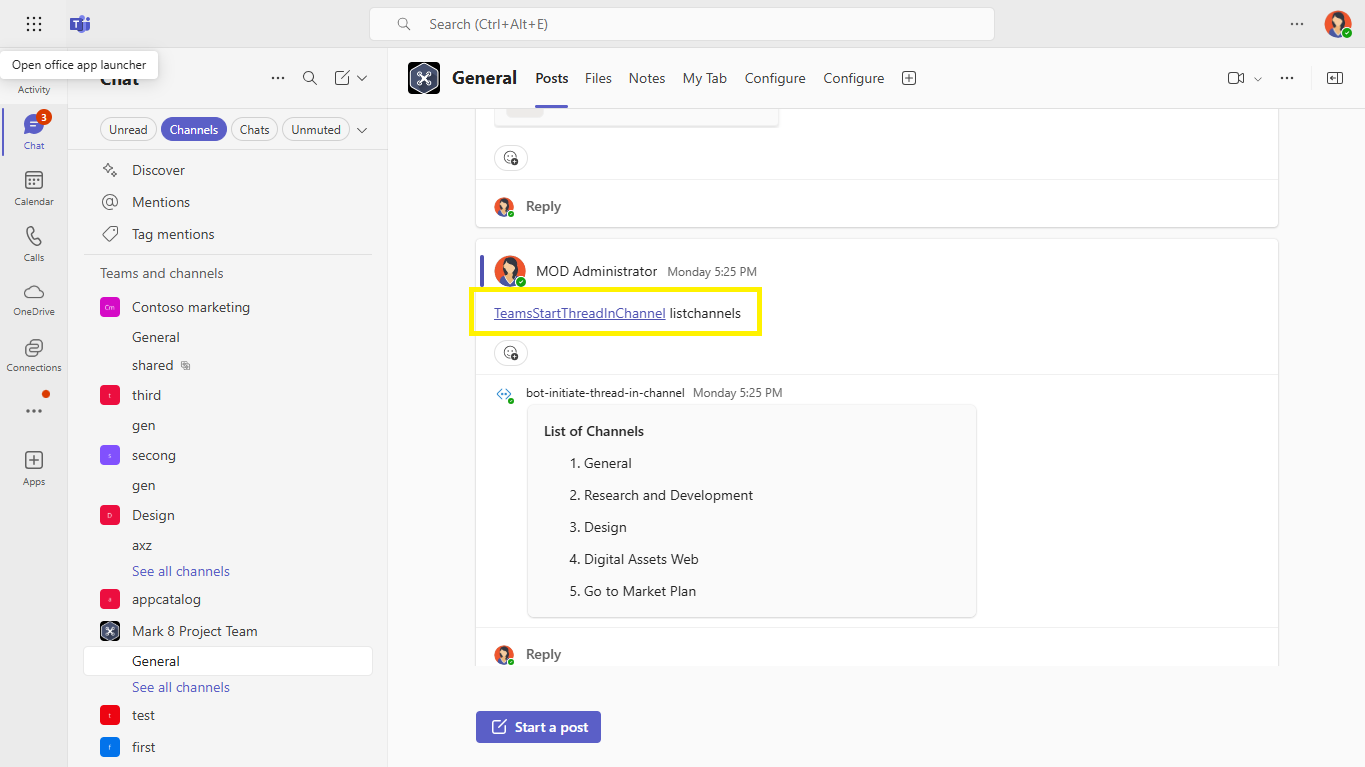 Search (Ctrl+Alt+E)
Open office app launcher
Chat
General
Posts
Files
Notes
My Tab
Configure
Configure
Activity
3
Chat
Calendar
Calls
OneDrive
Connections
Apps
Unread
Channels
Chats
Unmuted
Discover
Mentions
Tag mentions
Teams and channels
Cm
Contoso marketing
General
shared
t
third
gen
s
secong
gen
D
Design
axz
See all channels
a
appcatalog
Mark 8 Project Team
General
See all channels
t
test
f
first
Reply
MOD Administrator Monday 5:25 PM
TeamsStartThreadInChannel listchannels
bot-initiate-thread-in-channel Monday 5:25 PM
List of Channels
1. General
2. Research and Development
3. Design
4. Digital Assets Web
5. Go to Market Plan
Reply
Start a post